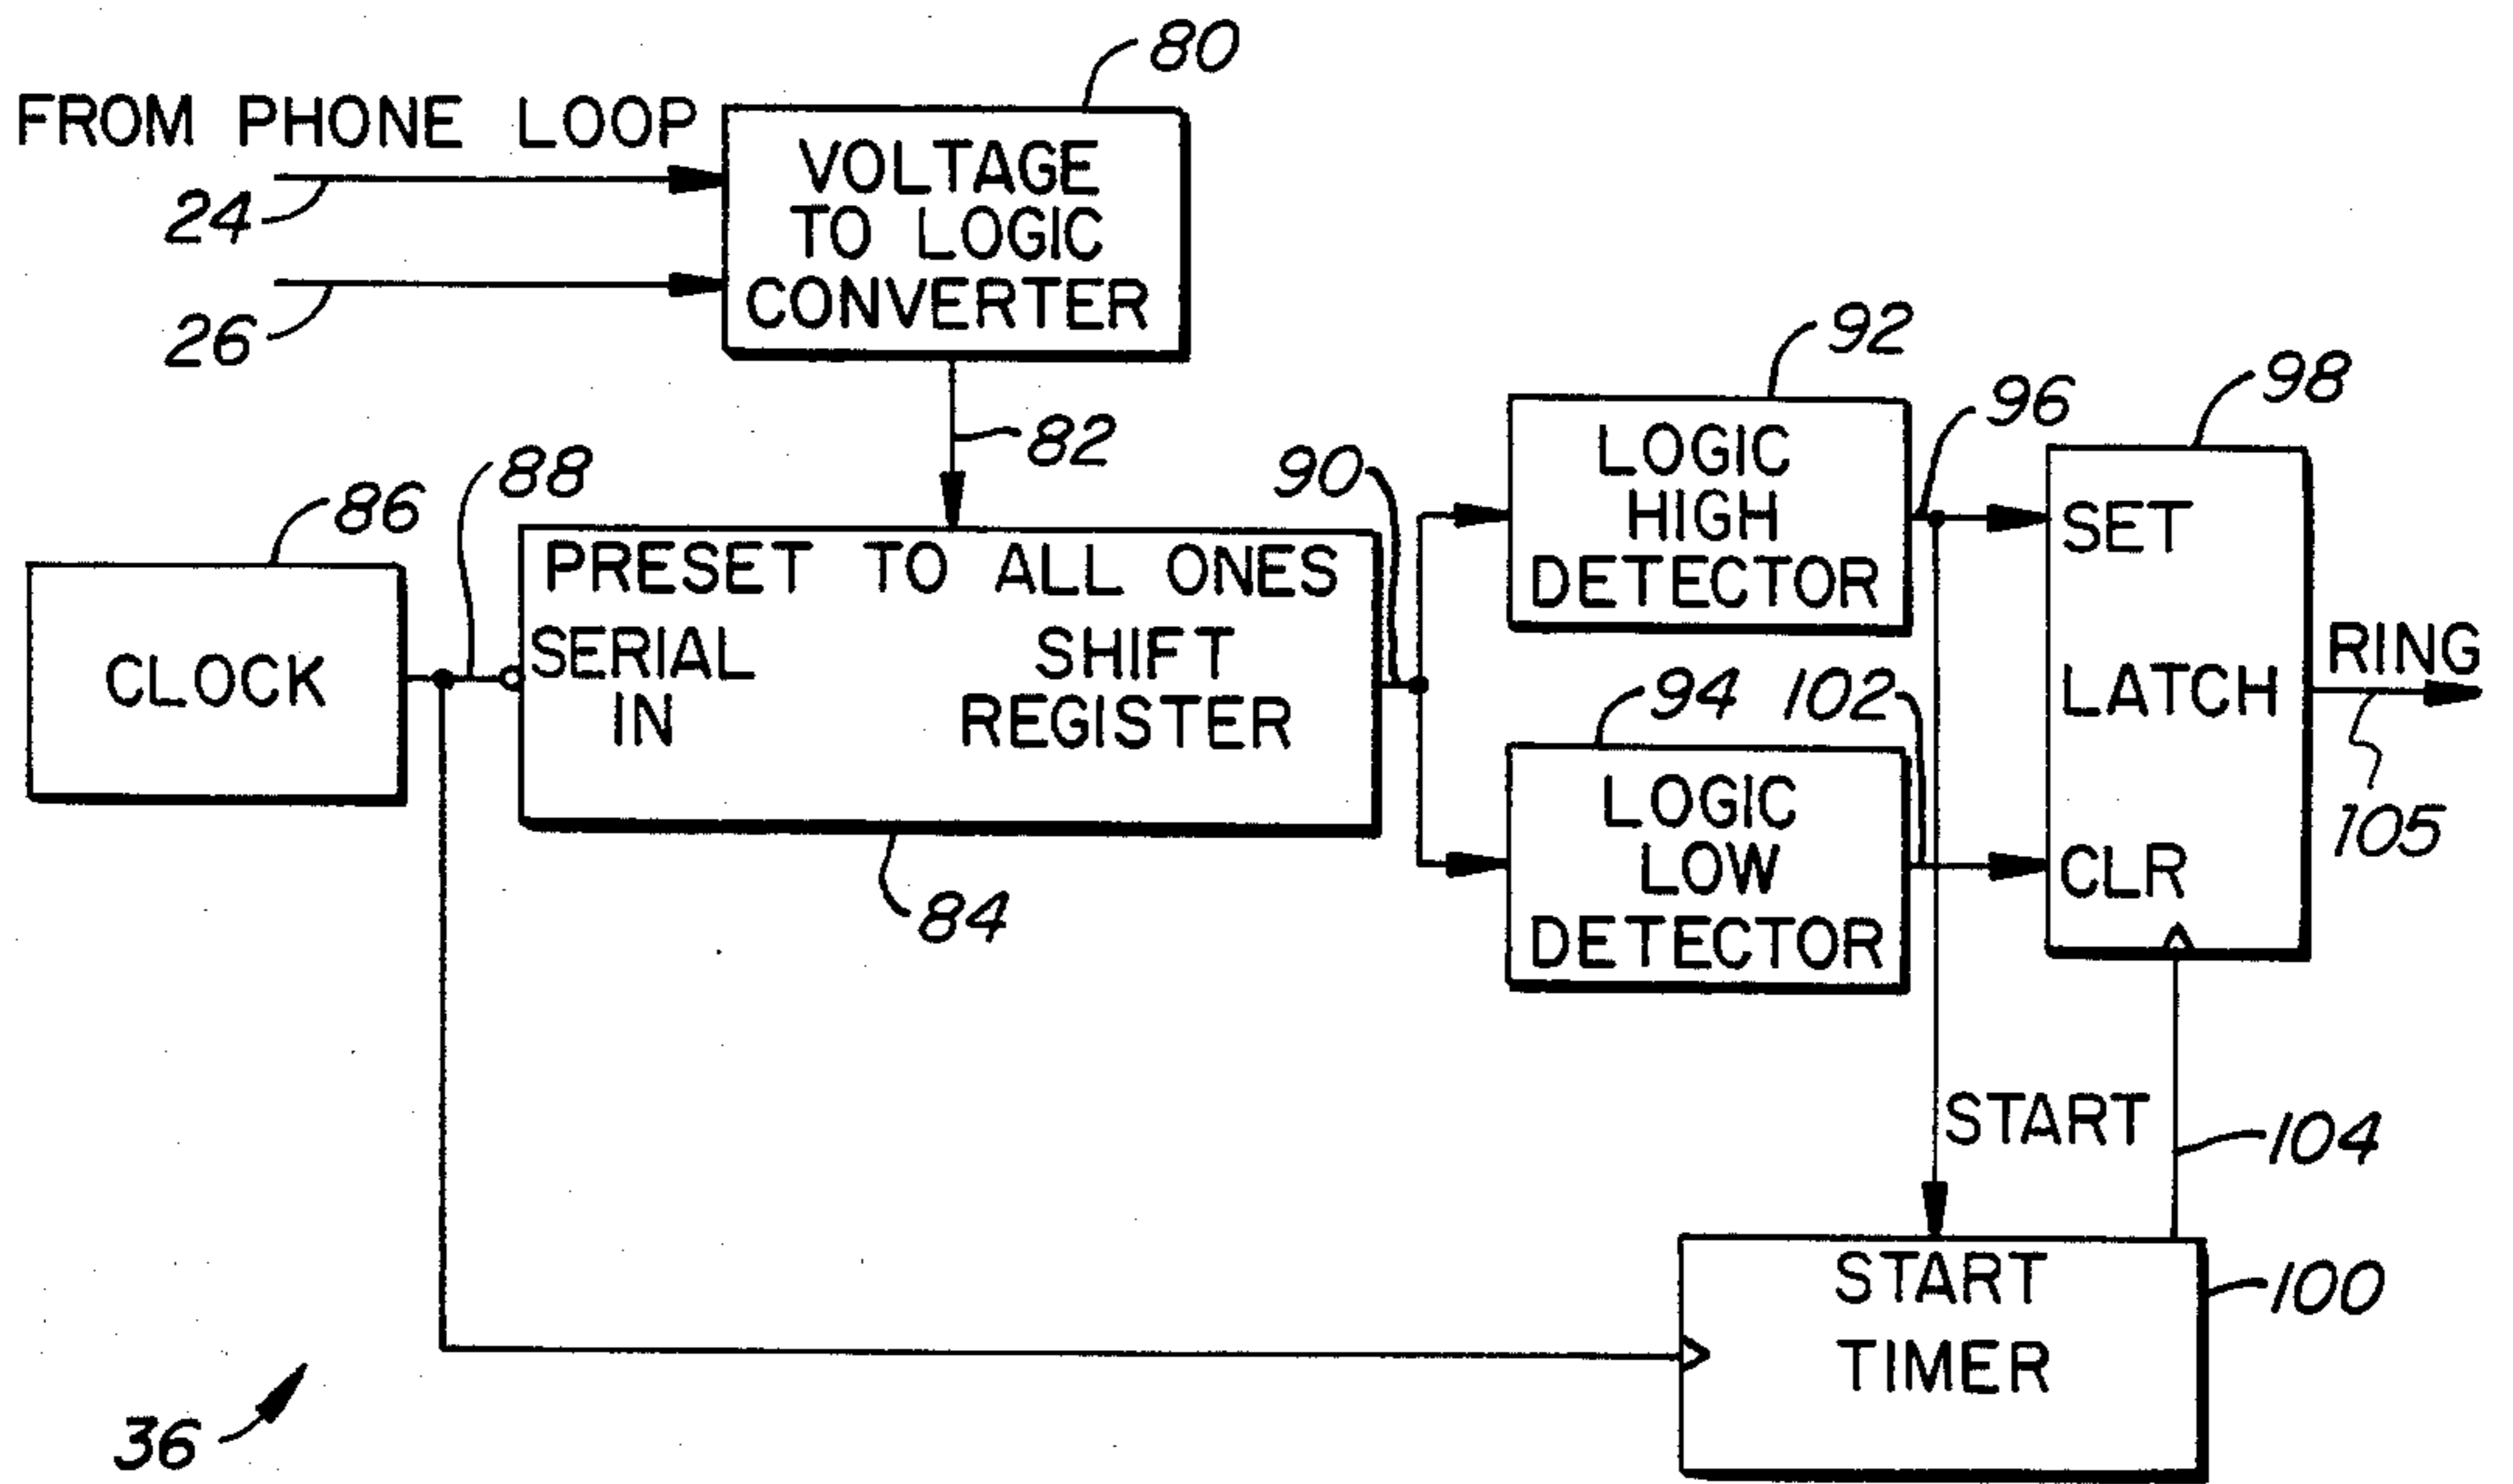 80
FROM PHONE LOOP
VOLTAGE
TO LOGIC
CONVERTER
24
26
82
92
96
98
90
88
86
LOGIC
HIGH
DETECTOR
SET
LATCH
CLR
RING
105
PRESET TO ALL ONES
SERIAL
IN
SHIFT
REGISTER
CLOCK
84
94
102
LOGIC
LOW
DETECTOR
START
104
START
TIMER
100
36